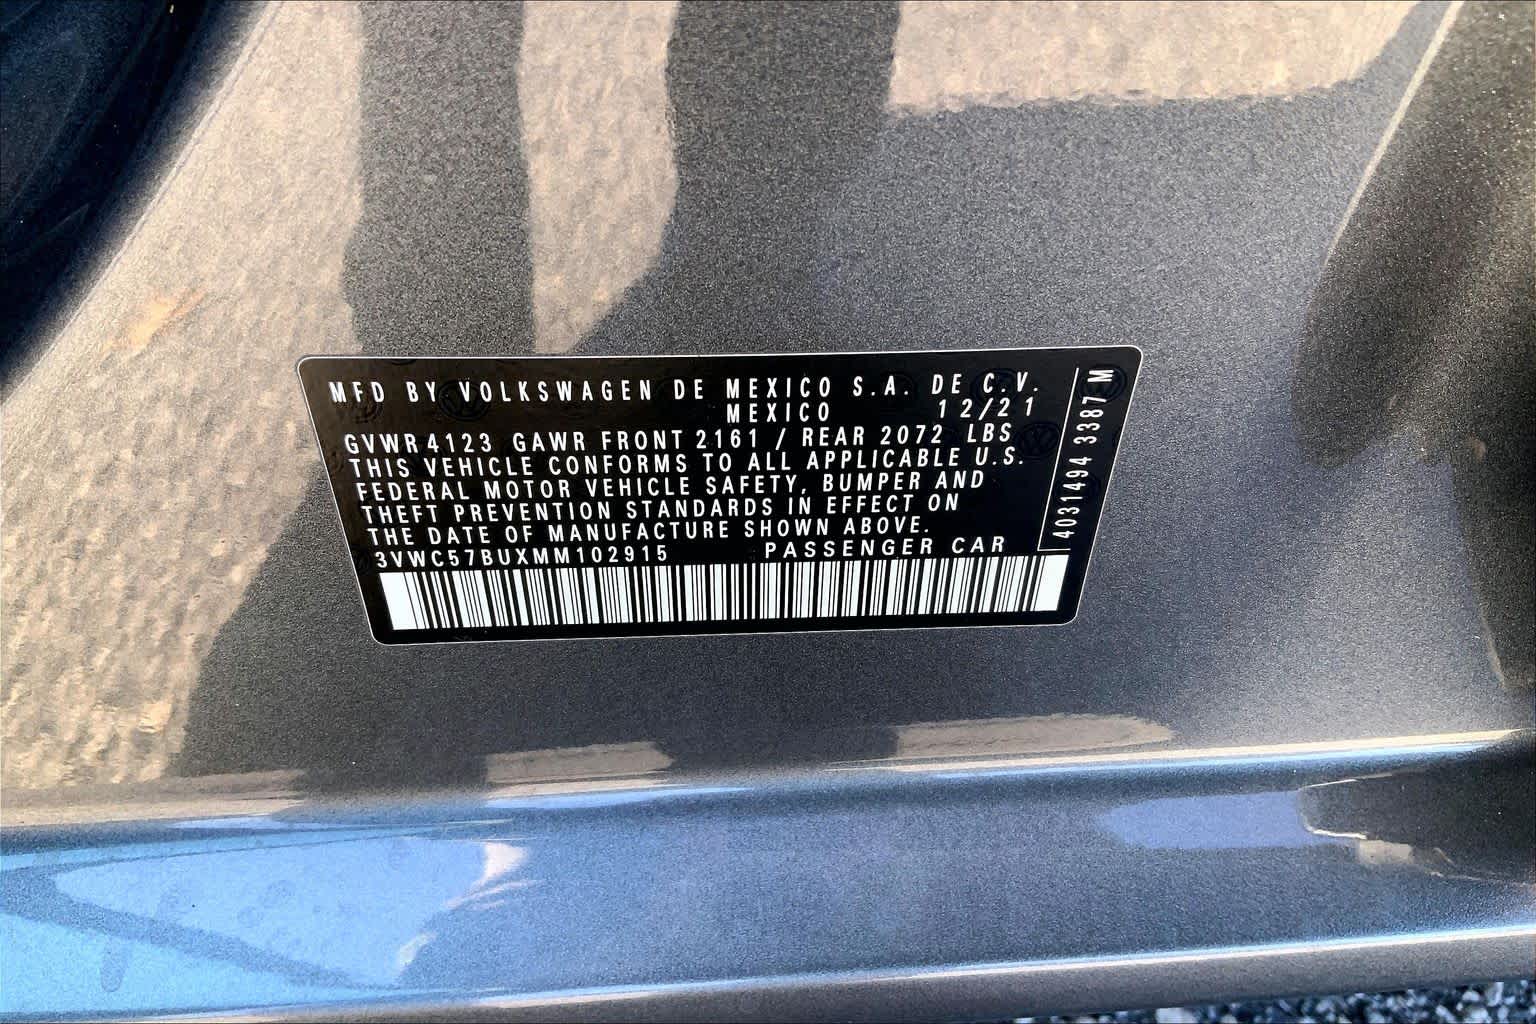 MFD BY VOLKSWAGEN DE MEXICO S.A. DE C.V.
MEXICO 12/21
GVWR 4123 GAWR FRONT 2161 / REAR 2072 LBS
THIS VEHICLE CONFORMS TO ALL APPLICABLE U.S.
FEDERAL MOTOR VEHICLE SAFETY, BUMPER AND
THEFT PREVENTION STANDARDS IN EFFECT ON
THE DATE OF MANUFACTURE SHOWN ABOVE.
3VWC57BUXMM102915 PASSENGER CAR
4031494 3387 M